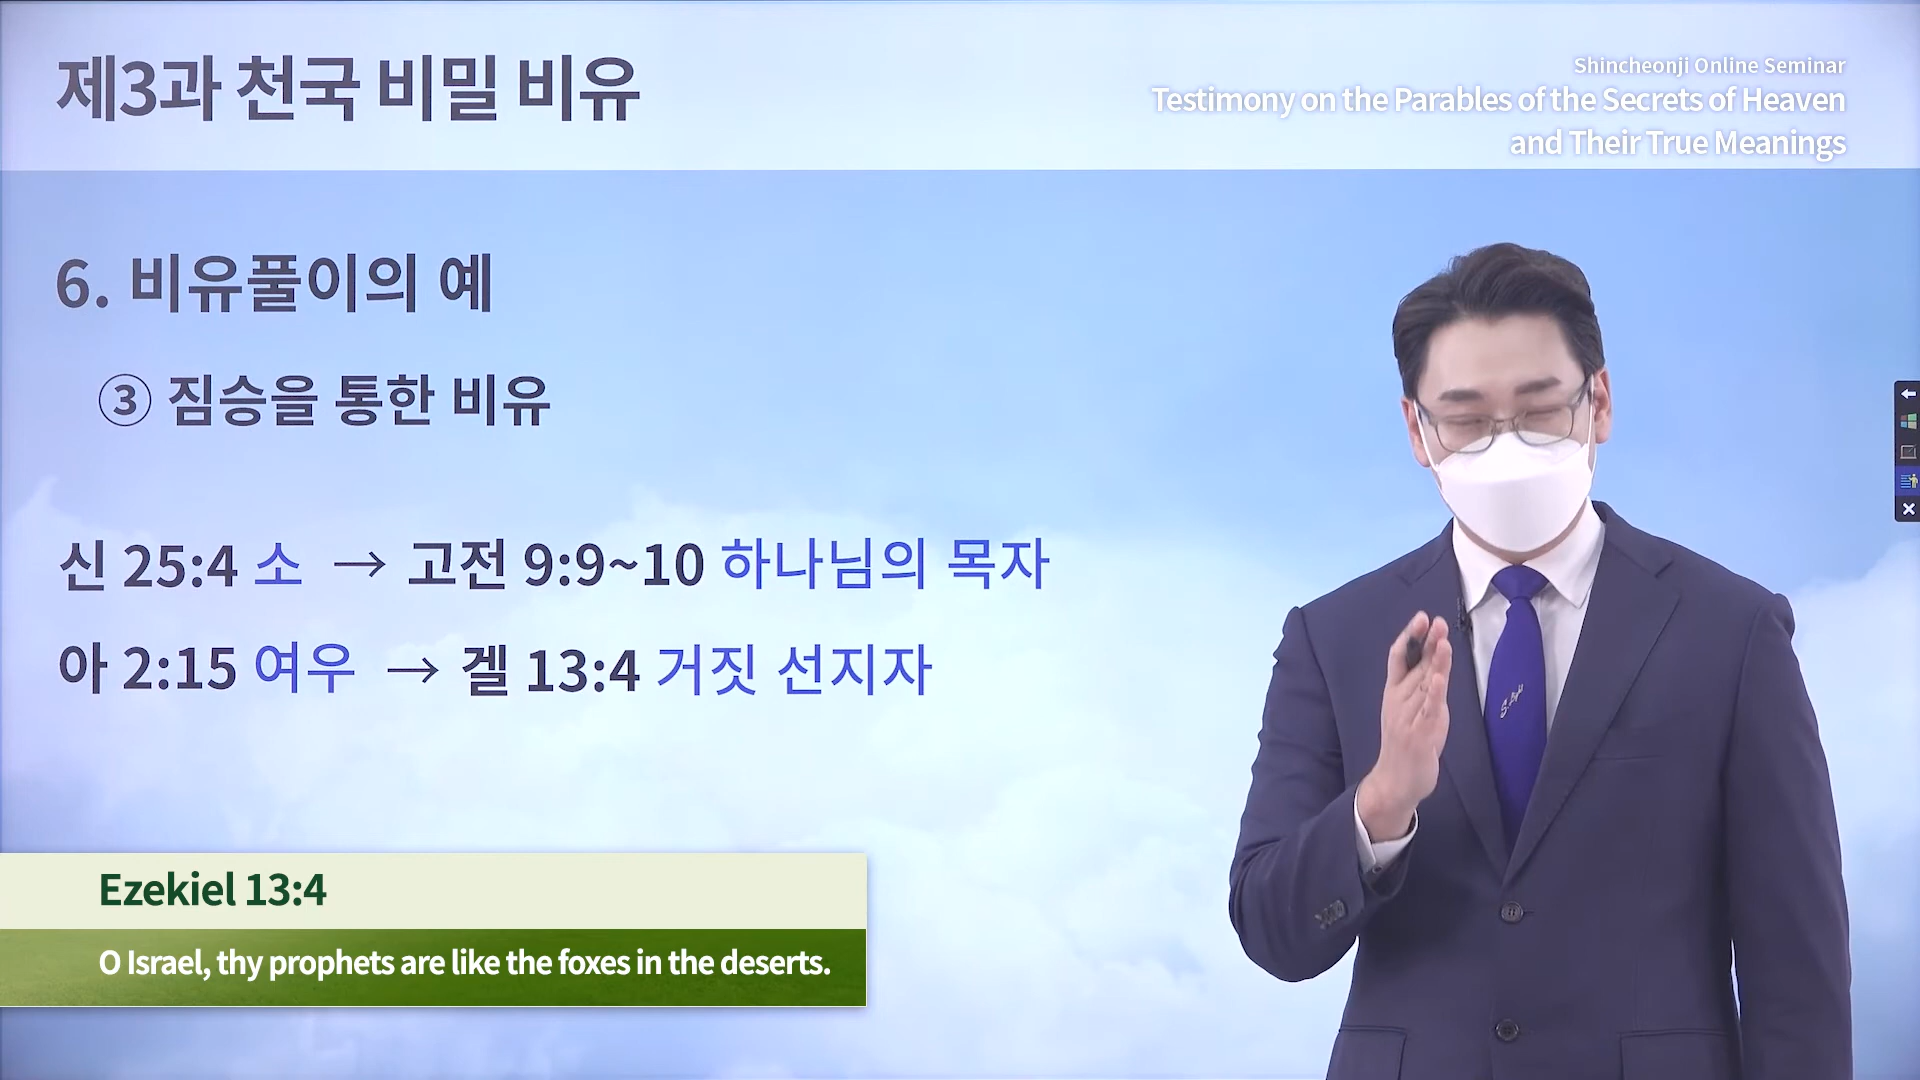 제3과 천국 비밀 비유
Shincheonji Online Seminar
Testimony on the Parables of the Secrets of Heaven
and Their True Meanings
6. 비유풀이의 예
③ 짐승을 통한 비유
신 25:4 소 → 고전 9:9~10 하나님의 목자
아 2:15 여우 → 겔 13:4 거짓 선지자
Ezekiel 13:4
O Israel, thy prophets are like the foxes in the deserts.